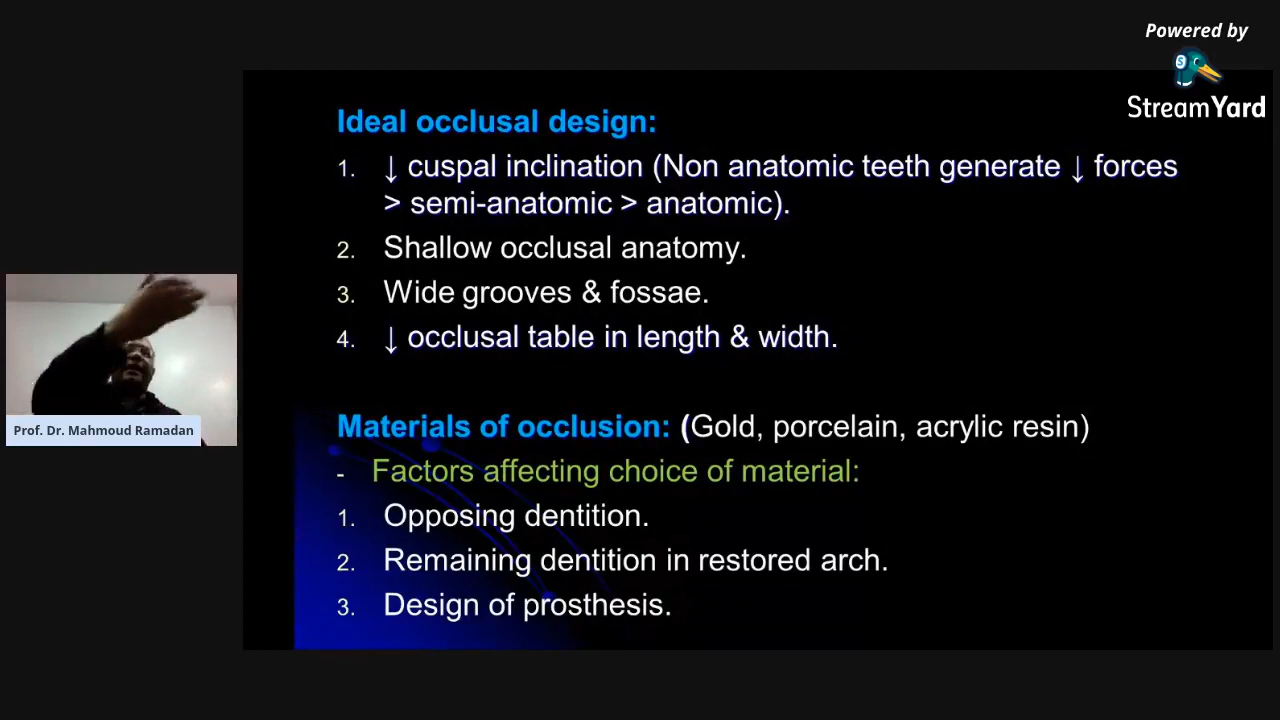 Powered by
StreamYard
Ideal occlusal design:
1. ↓ cuspal inclination (Non anatomic teeth generate ↓ forces
> semi-anatomic > anatomic).
2. Shallow occlusal anatomy.
3. Wide grooves & fossae.
4. ↓ occlusal table in length & width.
Materials of occlusion: (Gold, porcelain, acrylic resin)
- Factors affecting choice of material:
1. Opposing dentition.
2. Remaining dentition in restored arch.
3. Design of prosthesis.
Prof. Dr. Mahmoud Ramadan